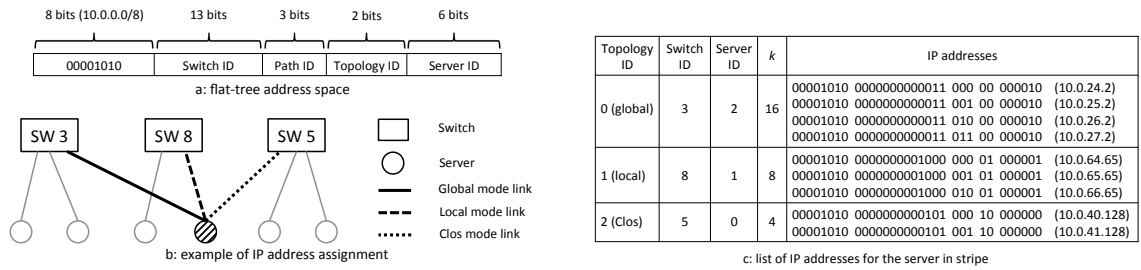 8 bits (10.0.0.0/8) 13 bits 3 bits 2 bits 6 bits
00001010 Switch ID Path ID Topology ID Server ID
a: flat-tree address space
SW 3 SW 8 SW 5
Switch
Server
Global mode link
Local mode link
Clos mode link
b: example of IP address assignment
Topology ID Switch ID Server ID k IP addresses
0 (global) 3 2 16
00001010 0000000000011 000 00 000010 (10.0.24.2)
00001010 0000000000011 001 00 000010 (10.0.25.2)
00001010 0000000000011 010 00 000010 (10.0.26.2)
00001010 0000000000011 011 00 000010 (10.0.27.2)
1 (local) 8 1 8
00001010 0000000001000 000 01 000001 (10.0.64.65)
00001010 0000000001000 001 01 000001 (10.0.65.65)
00001010 0000000001000 010 01 000001 (10.0.66.65)
2 (Clos) 5 0 4
00001010 0000000000101 000 10 000000 (10.0.40.128)
00001010 0000000000101 001 10 000000 (10.0.41.128)
c: list of IP addresses for the server in stripe